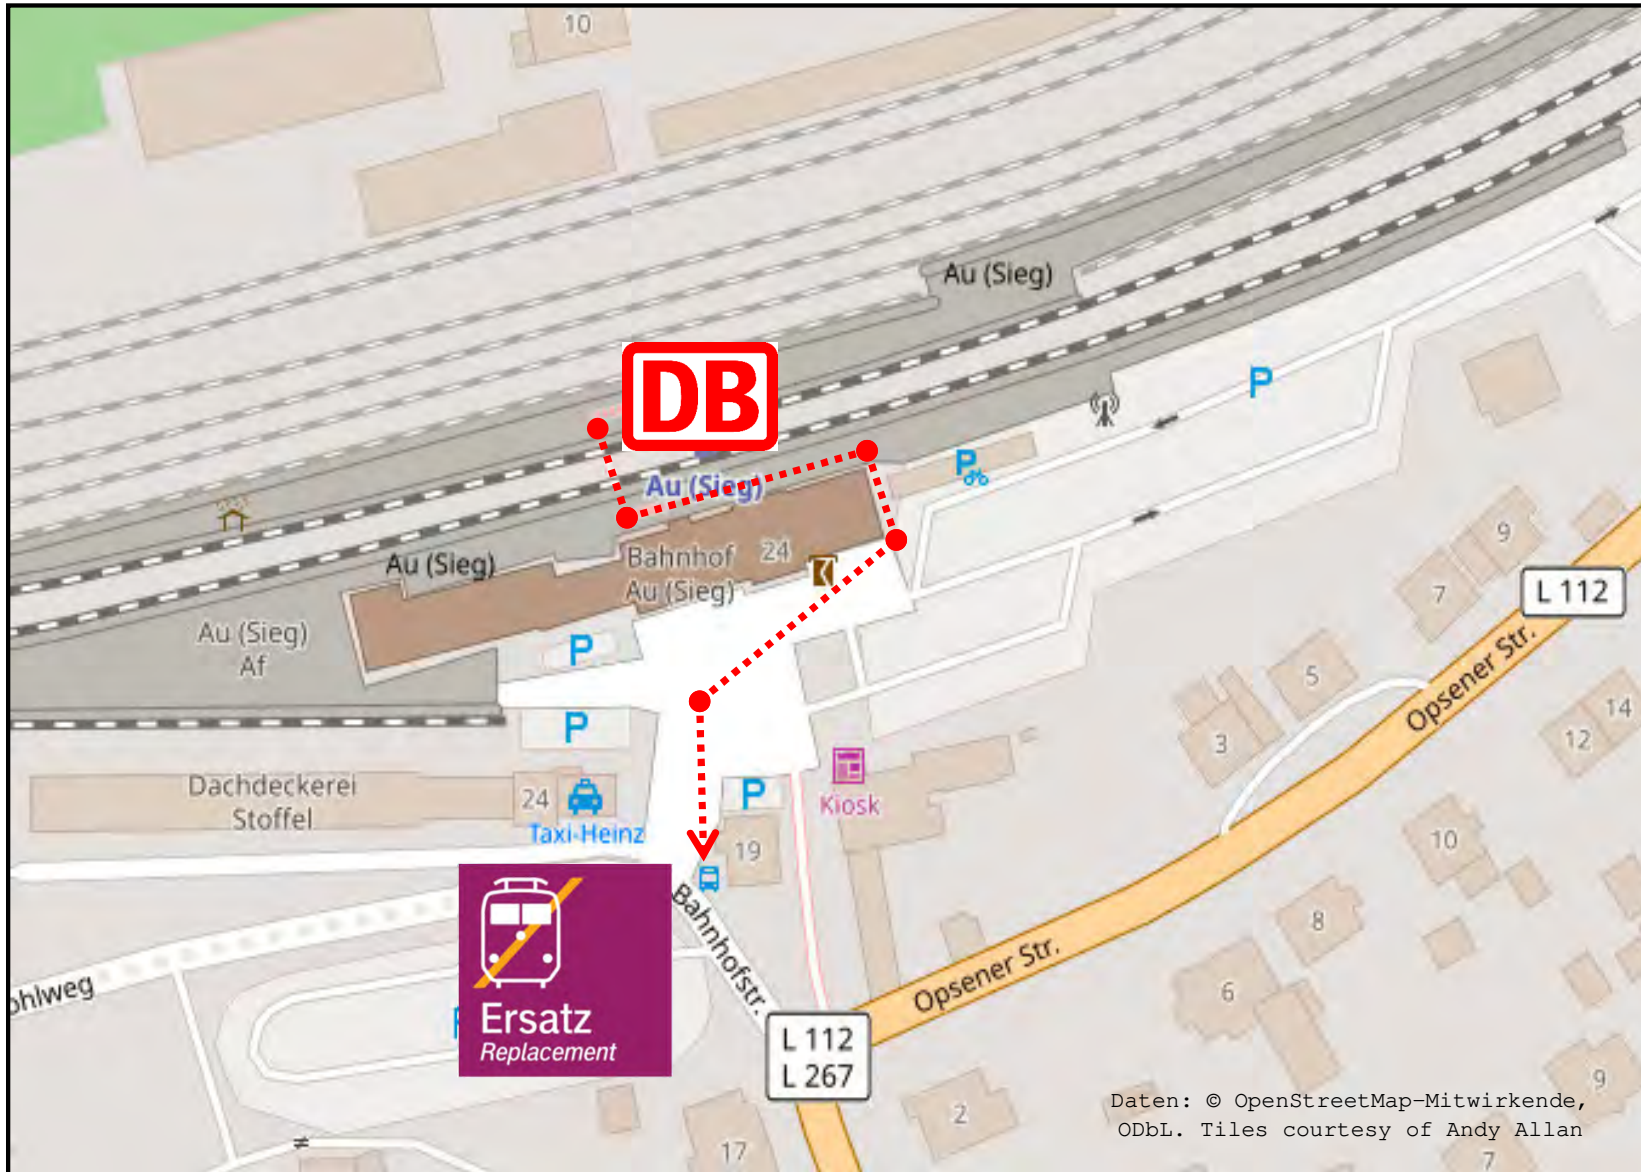 10
Au (Sieg)
DB
P
P
Au (Sieg)
9
Au (Sieg)
Bahnhof
Au (Sieg)
24
7
L 112
Au (Sieg)
Af
P
5
Opsener Str.
14
12
3
P
Dachdeckerei
Stoffel
24
Taxi-Heinz
P
Kiosk
19
10
Bahnhofstr.
8
Opsener Str.
6
ohlweg
P
Ersatz
Replacement
L 112
L 267
9
2
17
7
Daten: © OpenStreetMap-Mitwirkende,
ODbL. Tiles courtesy of Andy Allan